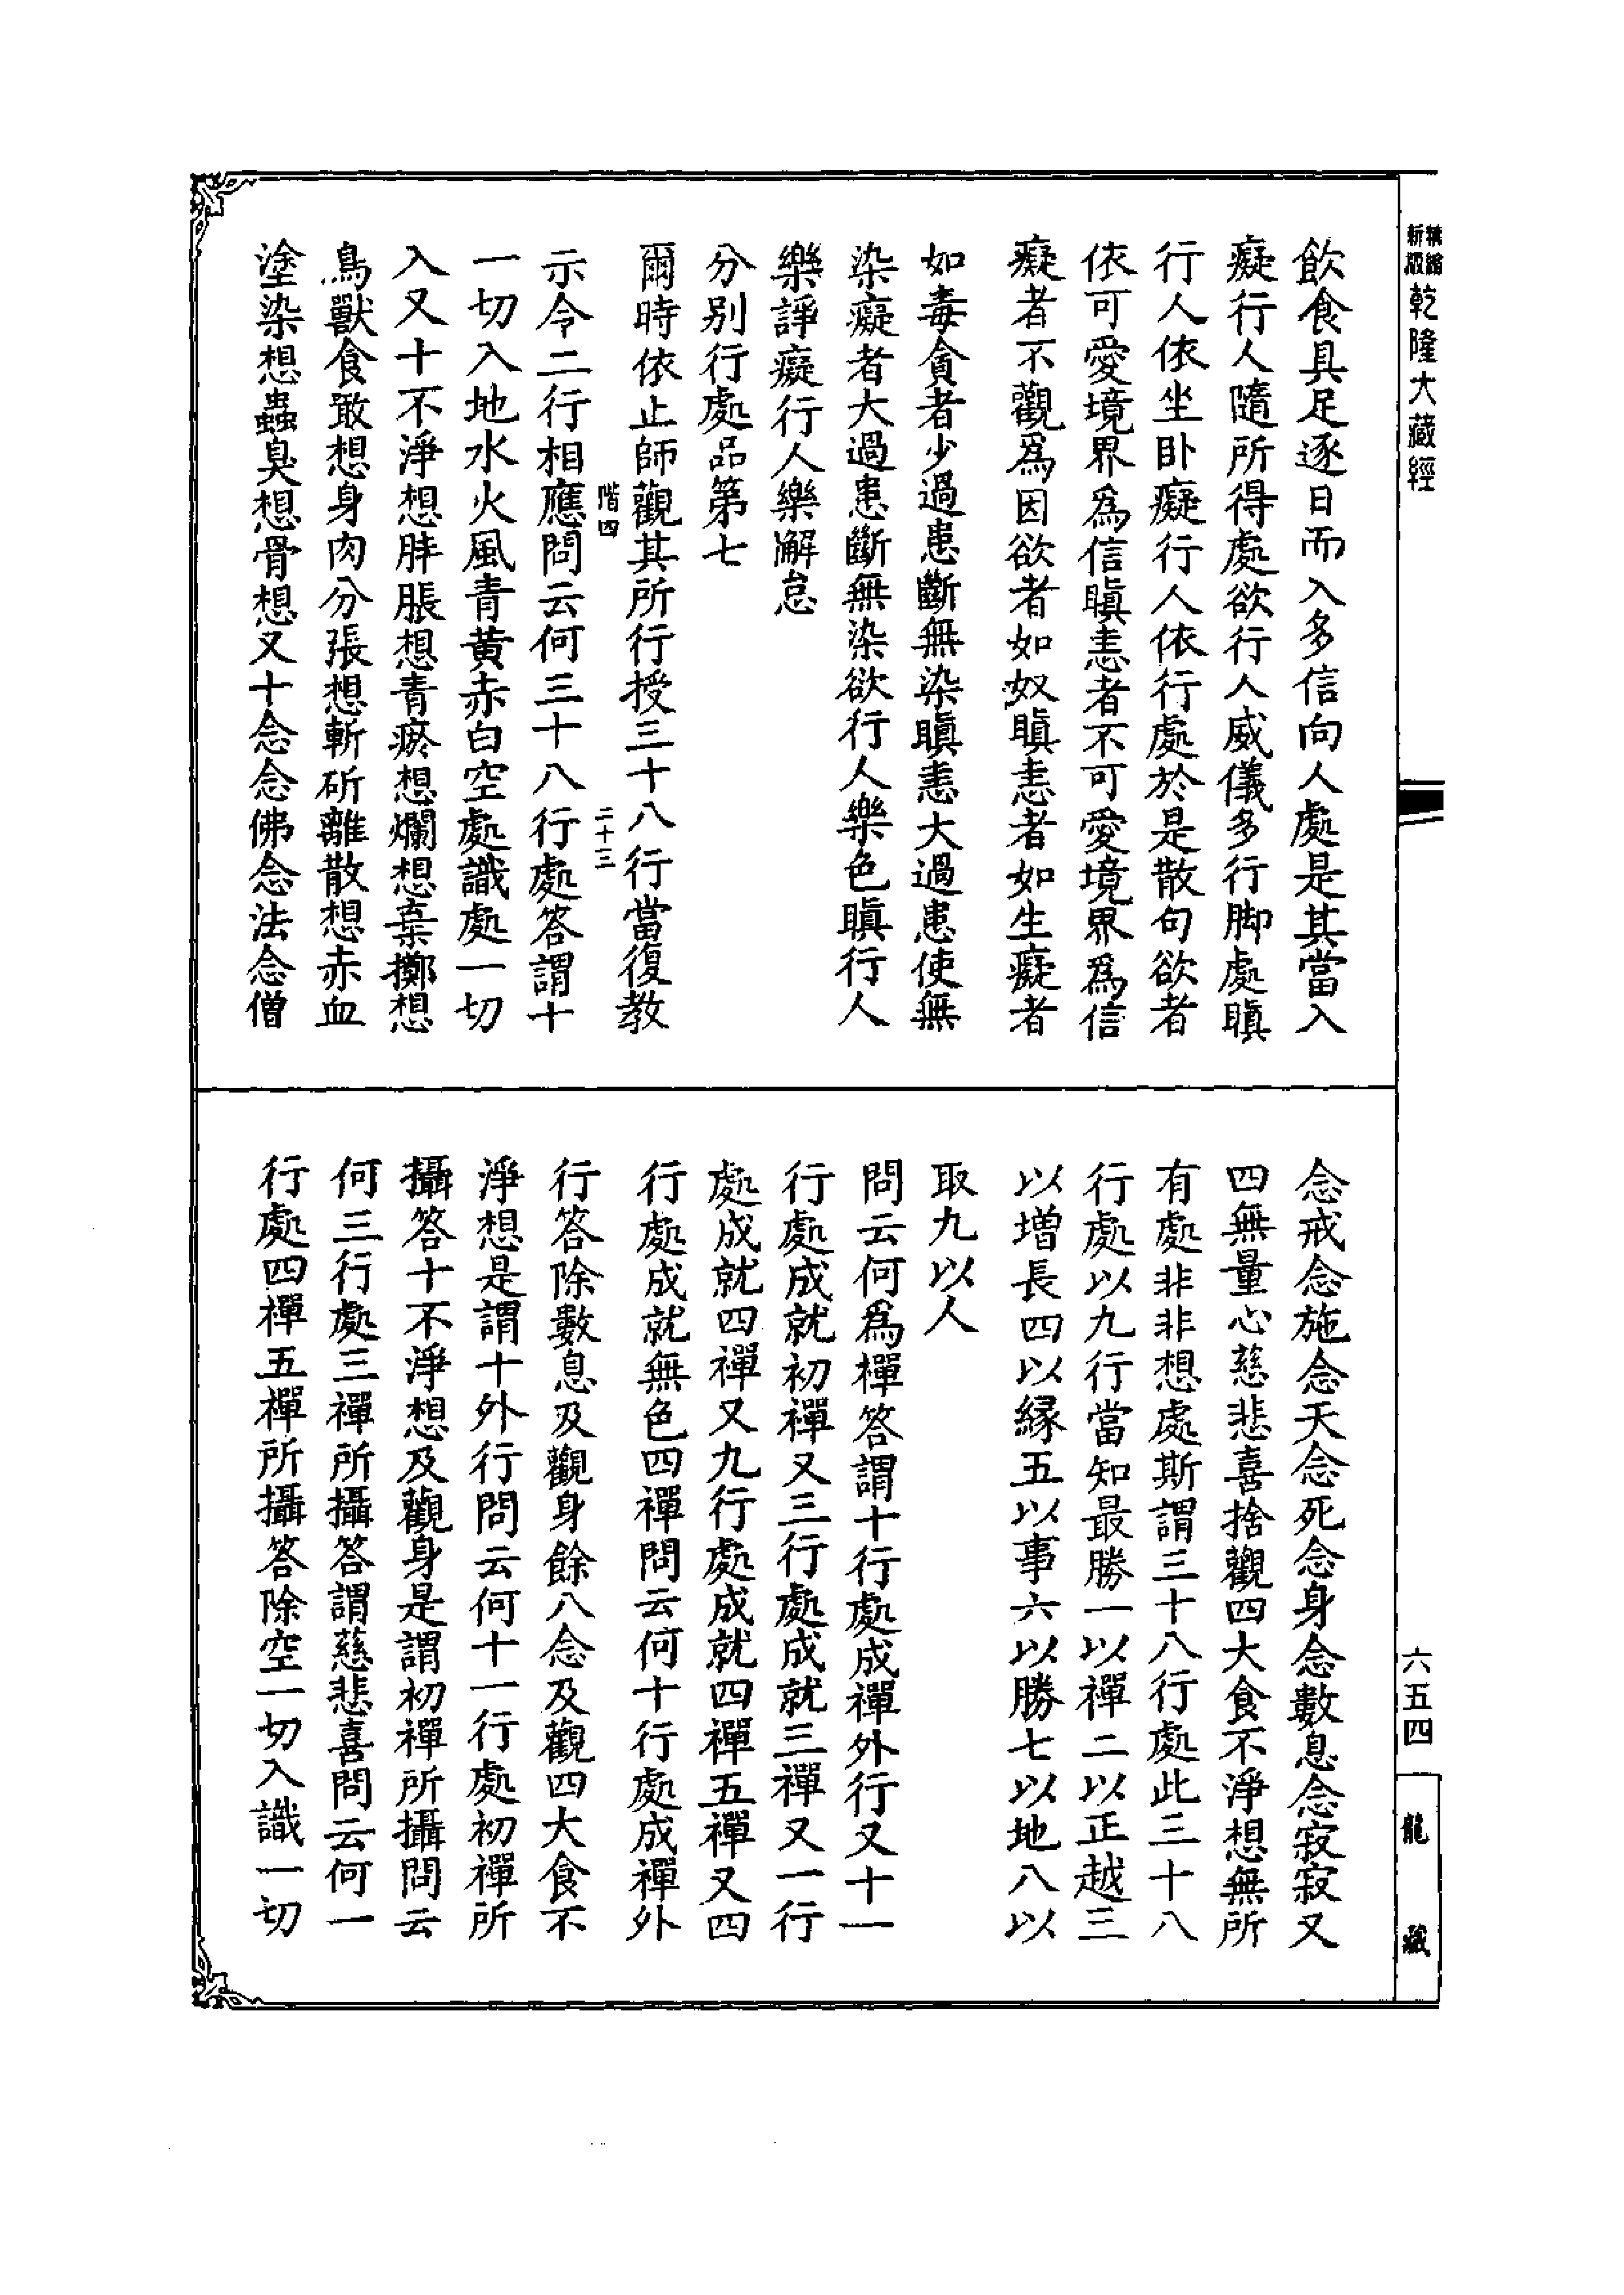 精縮
新版
乾隆大藏經
飲食具足逐日而入多信向人處是其當入
癡行人隨所得處欲行人威儀多行脚處瞋
行人依坐卧癡行人依行處於是散句欲者
依可愛境界為信瞋恚者不可愛境界爲信
癡者不觀爲因欲者如奴瞋恚者如主癡者
如毒貪者少過患斷無染瞋恚大過患使無
染癡者大過患斷無染欲行人樂色瞋行人
樂諍癡行人樂懈怠
分别行處品第七
爾時依止師觀其所行授三十八行當復教
階四
二十三
示令二行相應問云何三十八行處答謂十
一切入地水火風青黄赤白空處識處一切
入又十不淨想胮脹想青瘀想爛想棄擲想
鳥獸食噉想身肉分張想斬斫離散想赤血
塗染想蟲臭想骨想又十念念佛念法念僧
念戒念施念天念死念身念數息念寂寂又
四無量心慈悲喜捨觀四大食不淨想無所
有處非非想處斯謂三十八行處此三十八
行處以九行當知最勝一以禪二以正越三
以增長四以緣五以事六以勝七以地八以
取九以人
問云何爲禪答謂十行處成禪外行又十一
行處成就初禪又三行處成就三禪又一行
處成就四禪又九行處成就四禪五禪又四
行處成就無色四禪問云何十行處成禪外
行答除數息及觀身餘八念及觀四大食不
淨想是謂十外行問云何十一行處初禪所
攝答十不淨想及觀身是謂初禪所攝問云
何三行處三禪所攝答謂慈悲喜問云何一
行處四禪五禪所攝答除空一切入識一切
六五四
龍藏